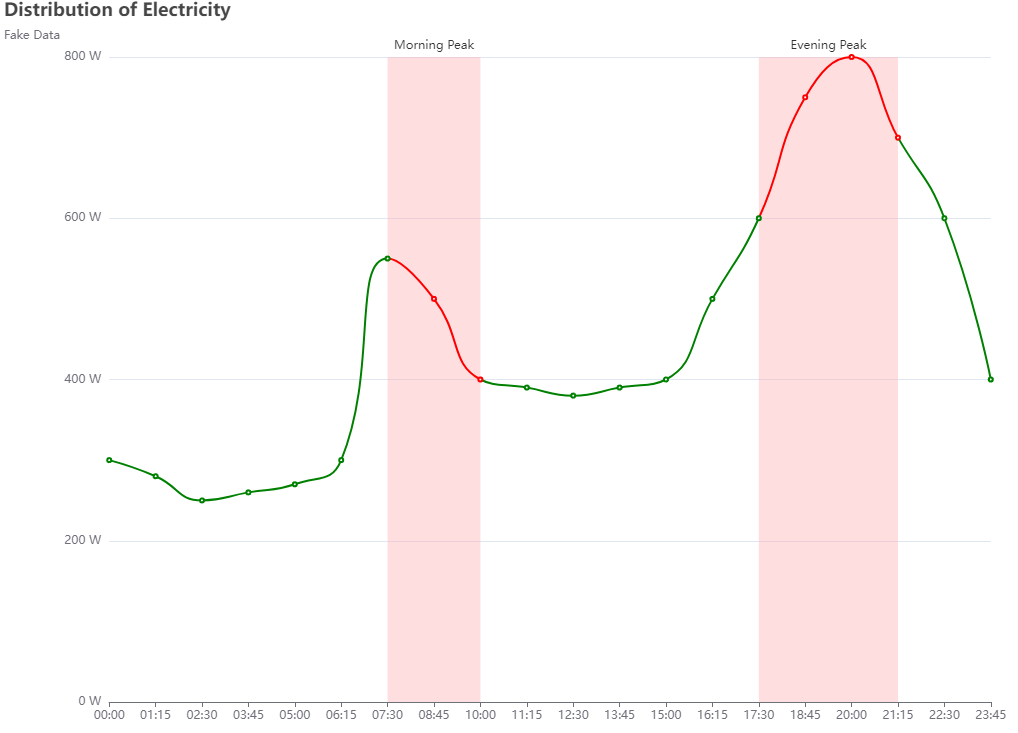 Distribution of Electricity
Fake Data
Morning Peak
Evening Peak
800 W
600 W
400 W
200 W
0 W
00:00 01:15 02:30 03:45 05:00 06:15 07:30 08:45 10:00 11:15 12:30 13:45 15:00 16:15 17:30 18:45 20:00 21:15 22:30 23:45